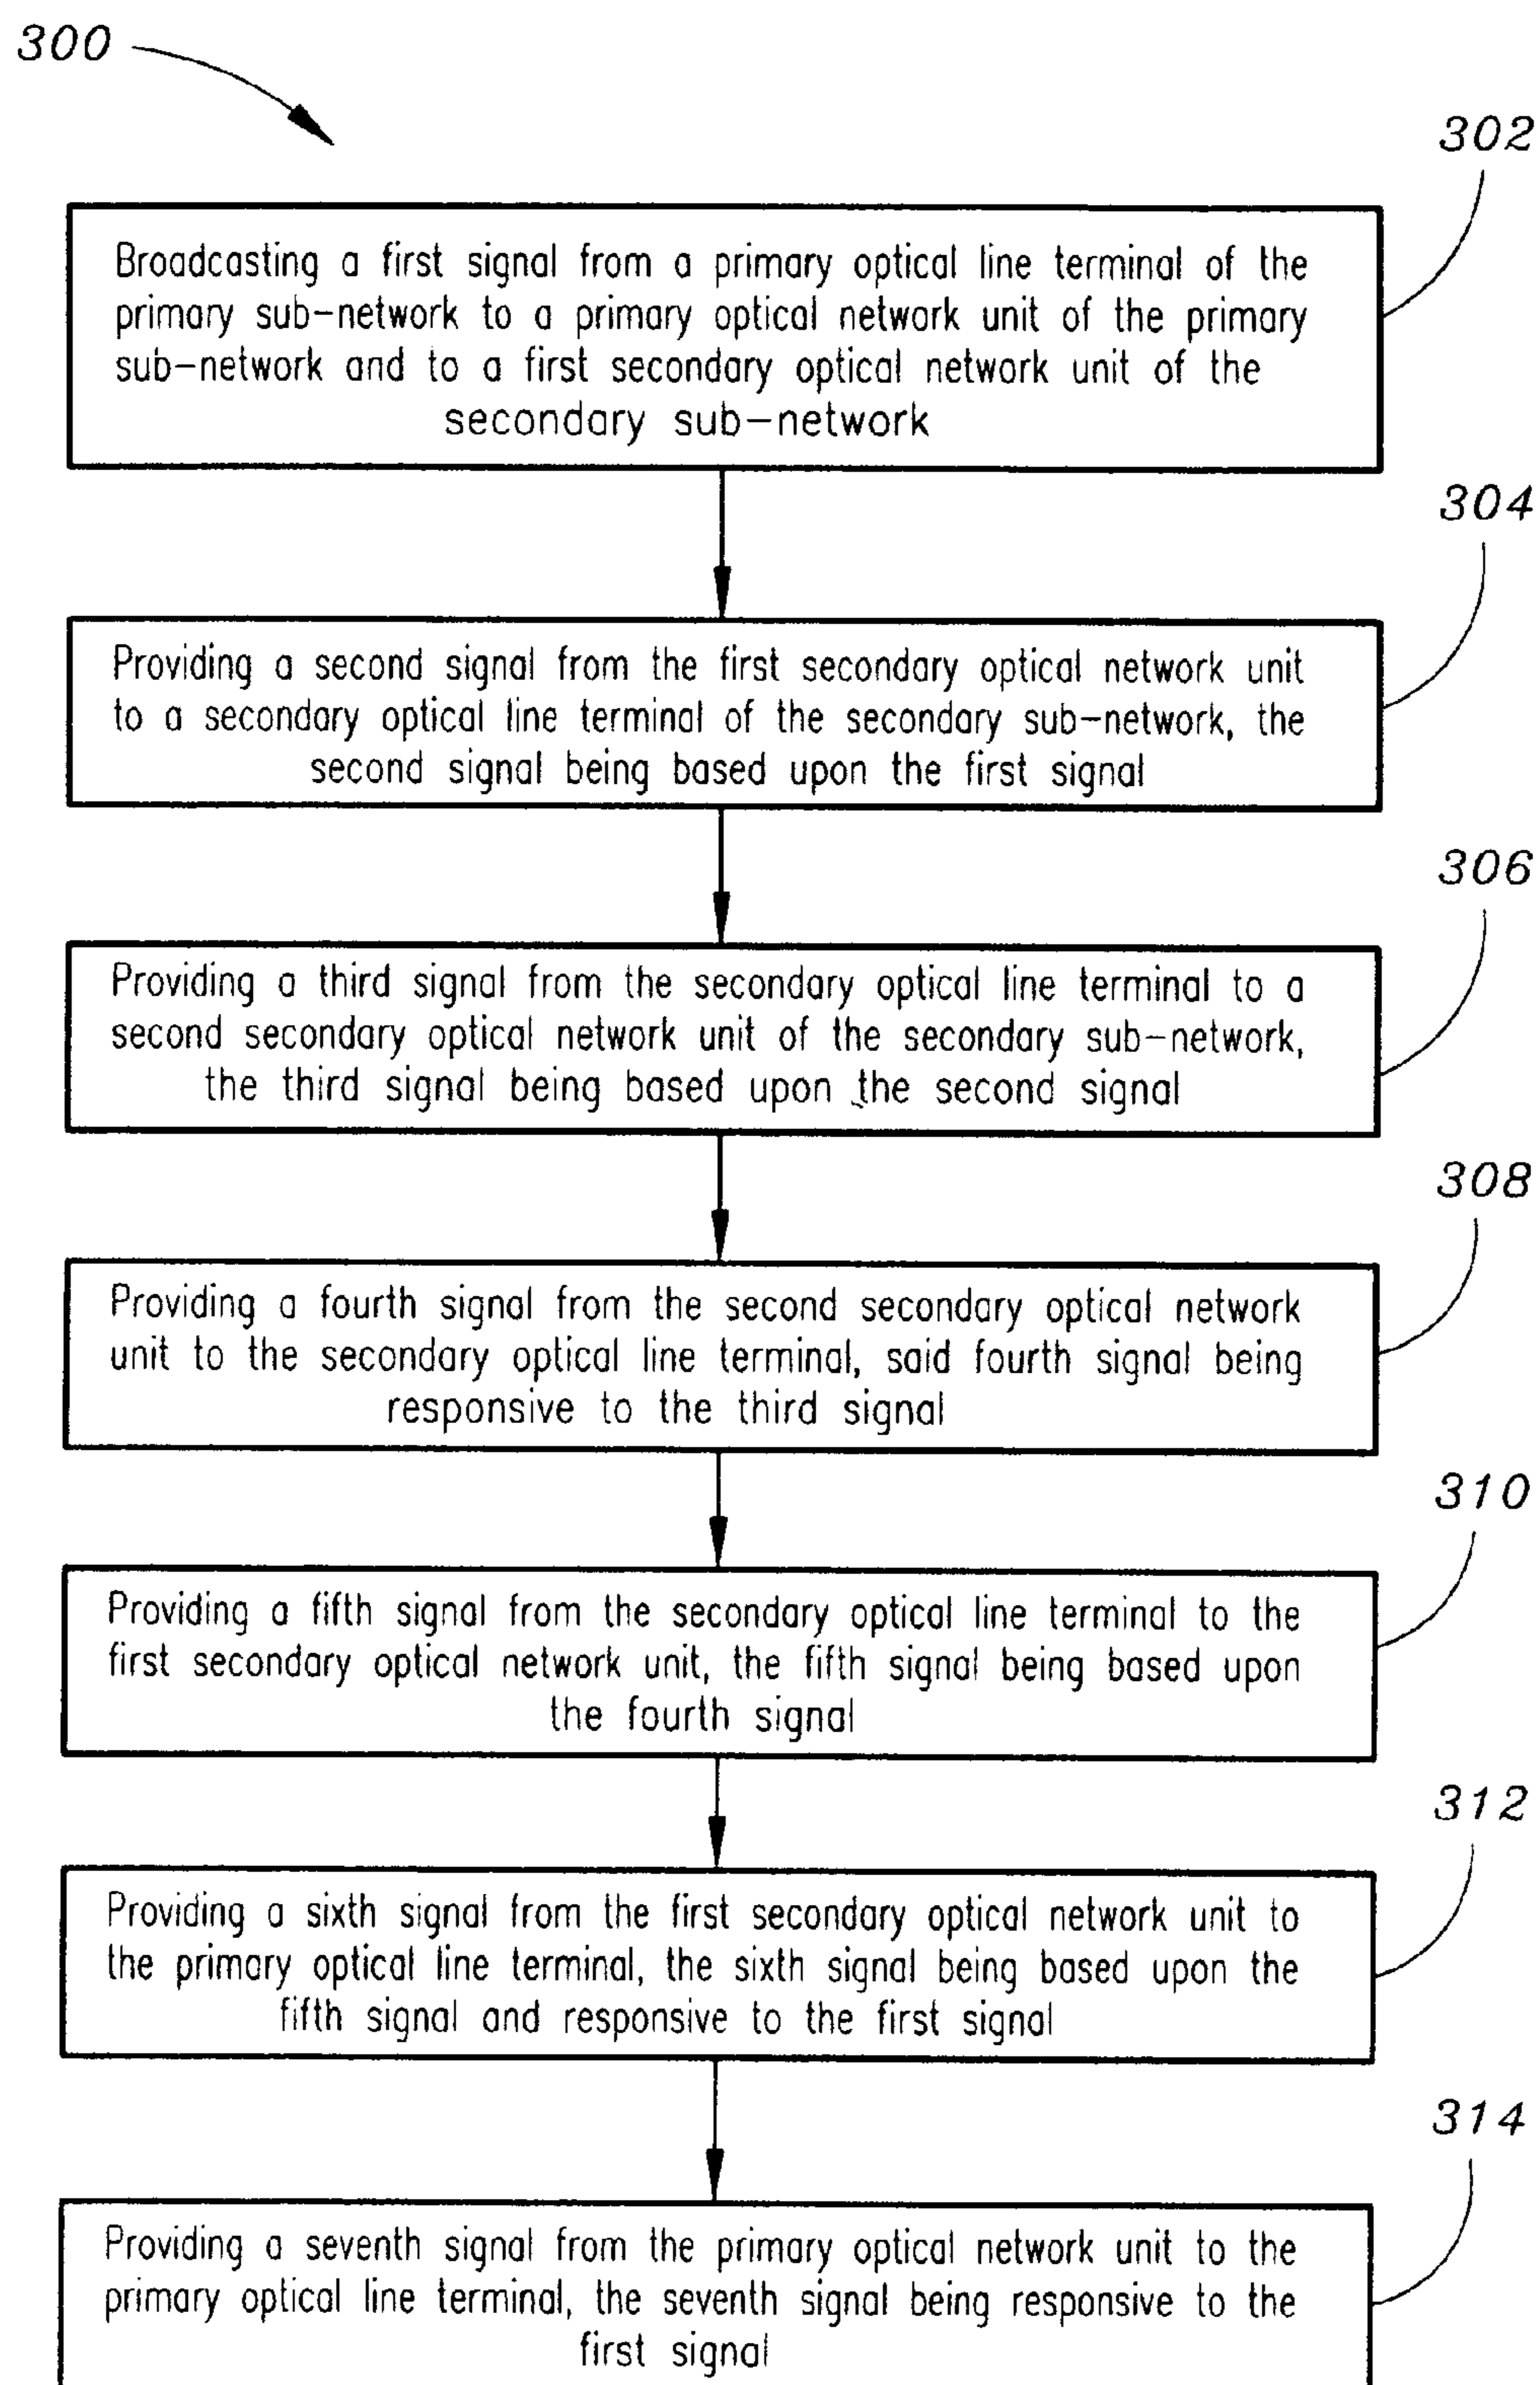 300
302
Broadcasting a first signal from a primary optical line terminal of the
primary sub-network to a primary optical network unit of the primary
sub-network and to a first secondary optical network unit of the
secondary sub-network
304
Providing a second signal from the first secondary optical network unit
to a secondary optical line terminal of the secondary sub-network, the
second signal being based upon the first signal
306
Providing a third signal from the secondary optical line terminal to a
second secondary optical network unit of the secondary sub-network,
the third signal being based upon the second signal
308
Providing a fourth signal from the second secondary optical network
unit to the secondary optical line terminal, said fourth signal being
responsive to the third signal
310
Providing a fifth signal from the secondary optical line terminal to the
first secondary optical network unit, the fifth signal being based upon
the fourth signal
312
Providing a sixth signal from the first secondary optical network unit to
the primary optical line terminal, the sixth signal being based upon the
fifth signal and responsive to the first signal
314
Providing a seventh signal from the primary optical network unit to the
primary optical line terminal, the seventh signal being responsive to the
first signal